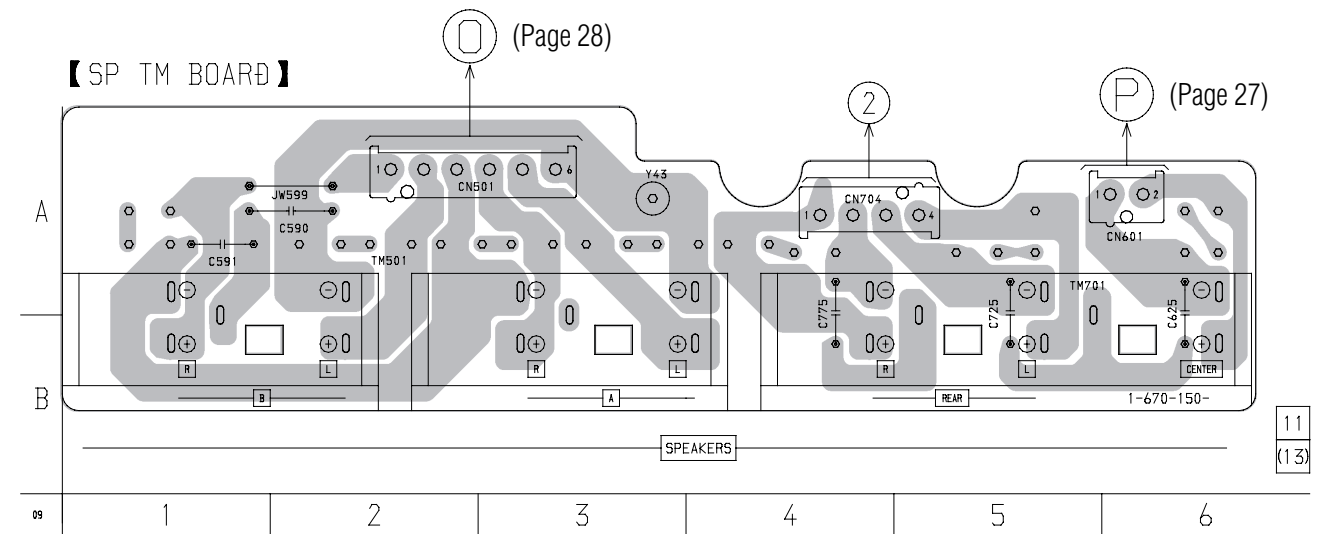 O (Page 28)
【SP TM BOARD】
2
P (Page 27)
1 6
CN501
Y43
JW599
C590
C591
TM501
CN704
1 4
1 2
CN601
A
TM701
C775
C725
C625
− − − − − − −
+ + + + + + +
R L R L R L CENTER
B
B A REAR 1-670-150-
SPEAKERS
11
(13)
09 1 2 3 4 5 6